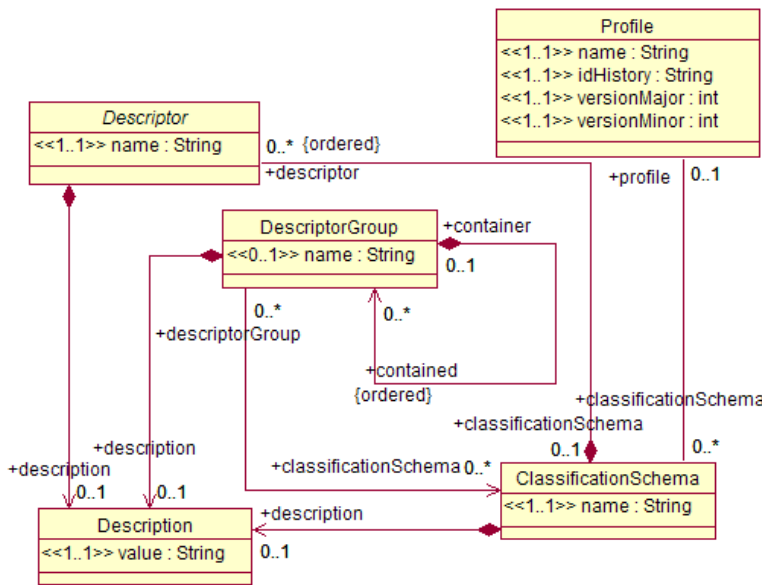 Profile
<<1..1>> name : String
<<1..1>> idHistory : String
<<1..1>> versionMajor : int
<<1..1>> versionMinor : int
Descriptor
<<1..1>> name : String
0..* {ordered}
+descriptor
+profile 0..1
DescriptorGroup
<<0..1>> name : String
+container
0..1
0..*
0..*
+descriptorGroup
+contained
{ordered}
+classificationSchema
+classificationSchema
0..1
0..*
+description
+description
0..1
0..1
+classificationSchema 0..*
ClassificationSchema
<<1..1>> name : String
Description
<<1..1>> value : String
+description
0..1